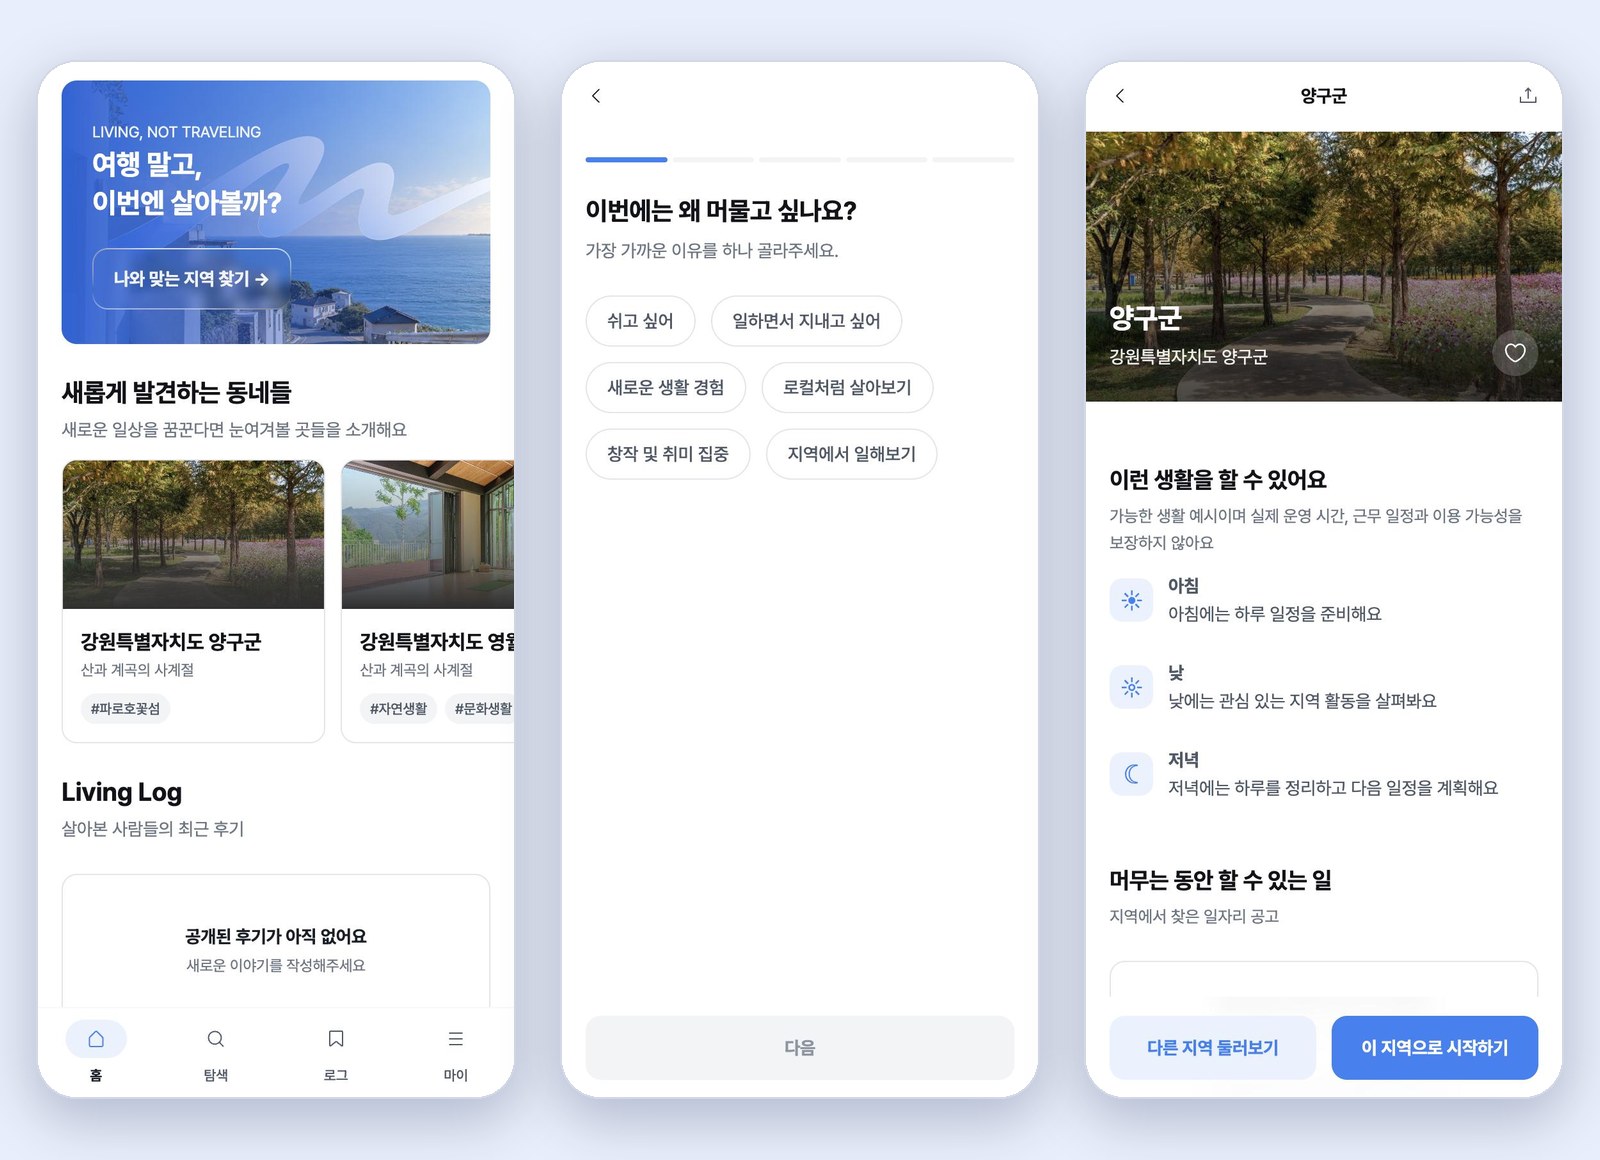 LIVING, NOT TRAVELING
여행 말고,
이번엔 살아볼까?
나와 맞는 지역 찾기 →
새롭게 발견하는 동네들
새로운 일상을 꿈꾼다면 눈여겨볼 곳들을 소개해요
강원특별자치도 양구군
산과 계곡의 사계절
#파로호꽃섬
강원특별자치도 영월
산과 계곡의 사계절
#자연생활 #문화생활
Living Log
살아본 사람들의 최근 후기
공개된 후기가 아직 없어요
새로운 이야기를 작성해주세요
홈 탐색 로그 마이
이번에는 왜 머물고 싶나요?
가장 가까운 이유를 하나 골라주세요.
쉬고 싶어 일하면서 지내고 싶어
새로운 생활 경험 로컬처럼 살아보기
창작 및 취미 집중 지역에서 일해보기
다음
양구군
양구군
강원특별자치도 양구군
이런 생활을 할 수 있어요
가능한 생활 예시이며 실제 운영 시간, 근무 일정과 이용 가능성을
보장하지 않아요
아침
아침에는 하루 일정을 준비해요
낮
낮에는 관심 있는 지역 활동을 살펴봐요
저녁
저녁에는 하루를 정리하고 다음 일정을 계획해요
머무는 동안 할 수 있는 일
지역에서 찾은 일자리 공고
다른 지역 둘러보기 이 지역으로 시작하기